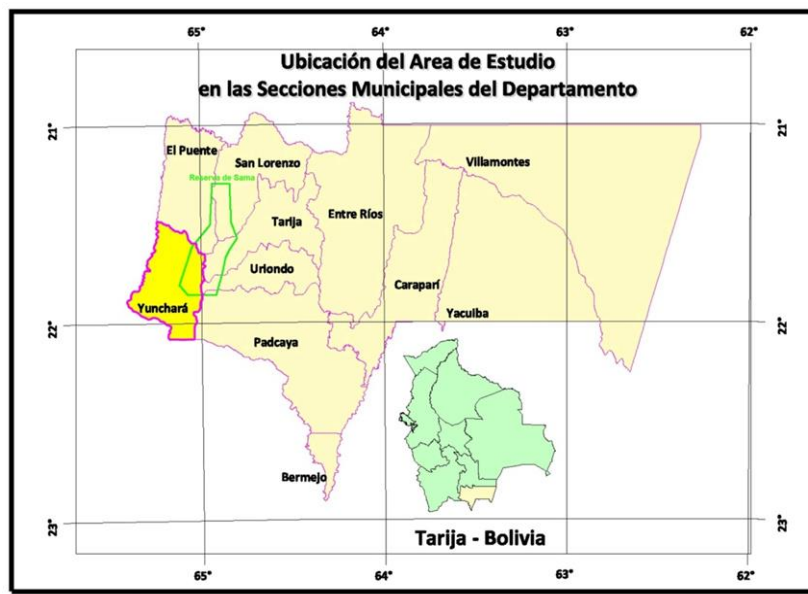 65°
64°
63°
62°
Ubicación del Area de Estudio
en las Secciones Municipales del Departamento
21°
21°
El Puente
San Lorenzo
Villamontes
Reserva de Sama
Entre Ríos
Tarija
Uriondo
Caraparí
Yunchará
Yacuiba
22°
22°
Padcaya
Bermejo
23°
23°
Tarija - Bolivia
65°
64°
63°
62°